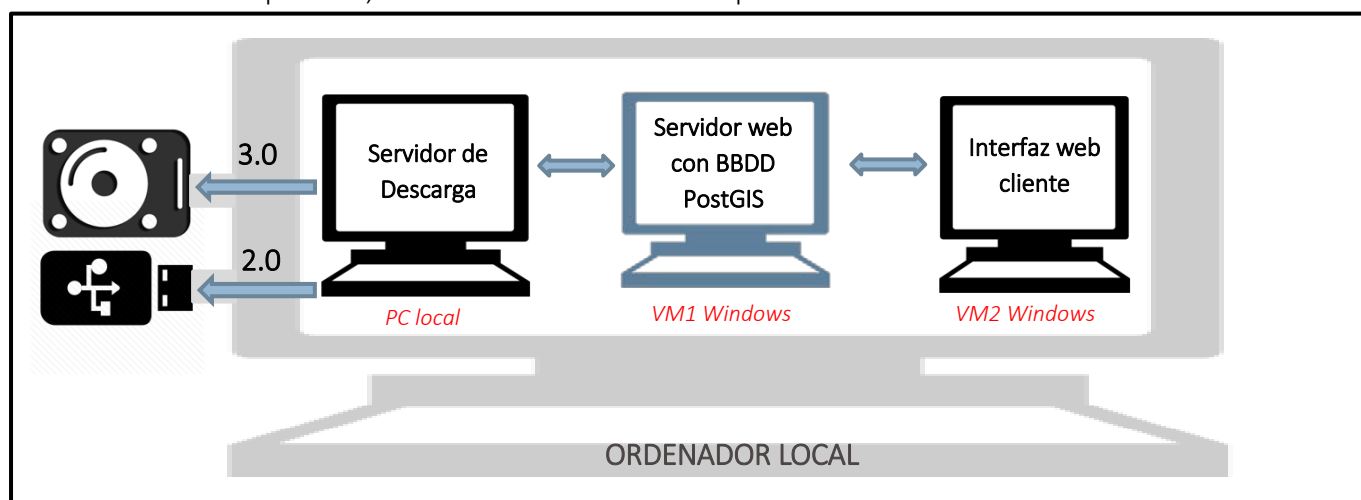 3.0
Servidor de
Descarga
Servidor web
con BBDD
PostGIS
Interfaz web
cliente
2.0
PC local
VM1 Windows
VM2 Windows
ORDENADOR LOCAL